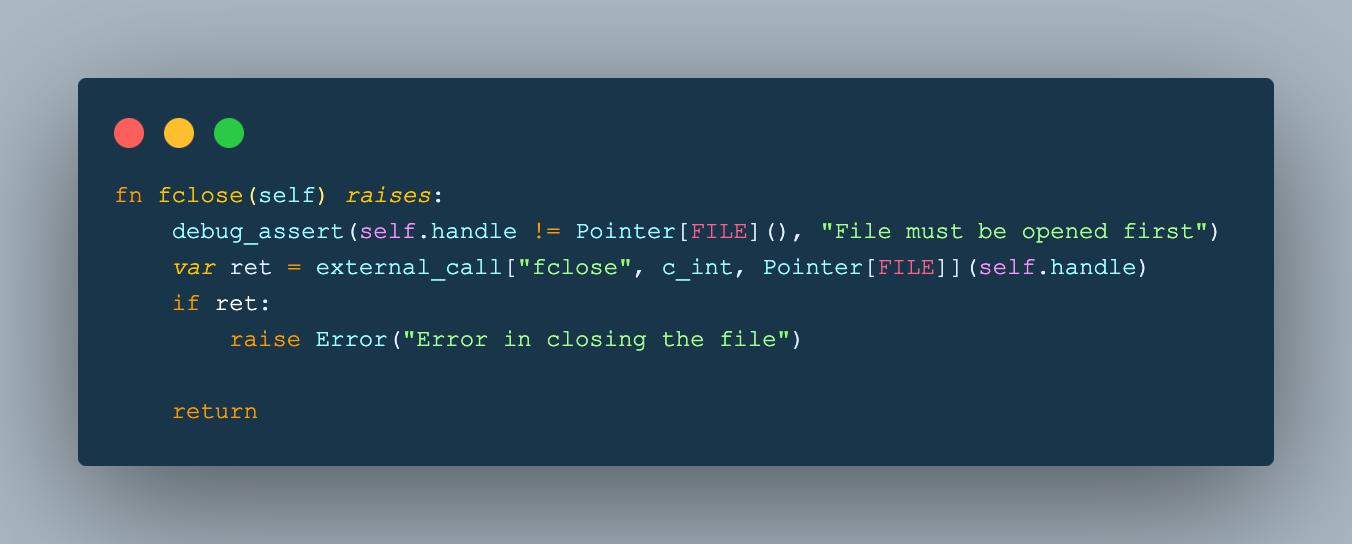 fn fclose(self) raises:
    debug_assert(self.handle != Pointer[FILE](), "File must be opened first")
    var ret = external_call["fclose", c_int, Pointer[FILE]](self.handle)
    if ret:
        raise Error("Error in closing the file")

    return